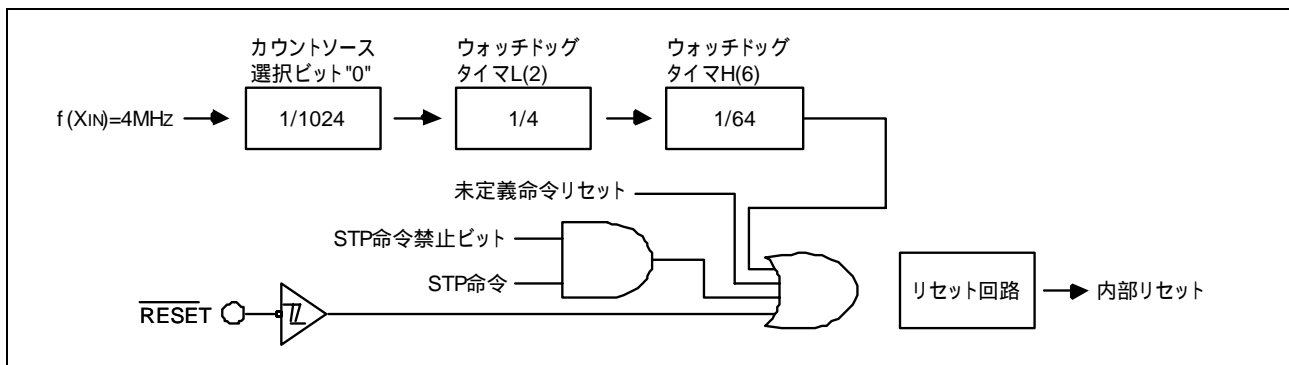 カウントソース
選択ビット"0"
ウォッチドッグ
タイマL(2)
ウォッチドッグ
タイマH(6)
f(XIN)=4MHz
1/1024
1/4
1/64
未定義命令リセット
STP命令禁止ビット
STP命令
RESET
リセット回路
内部リセット